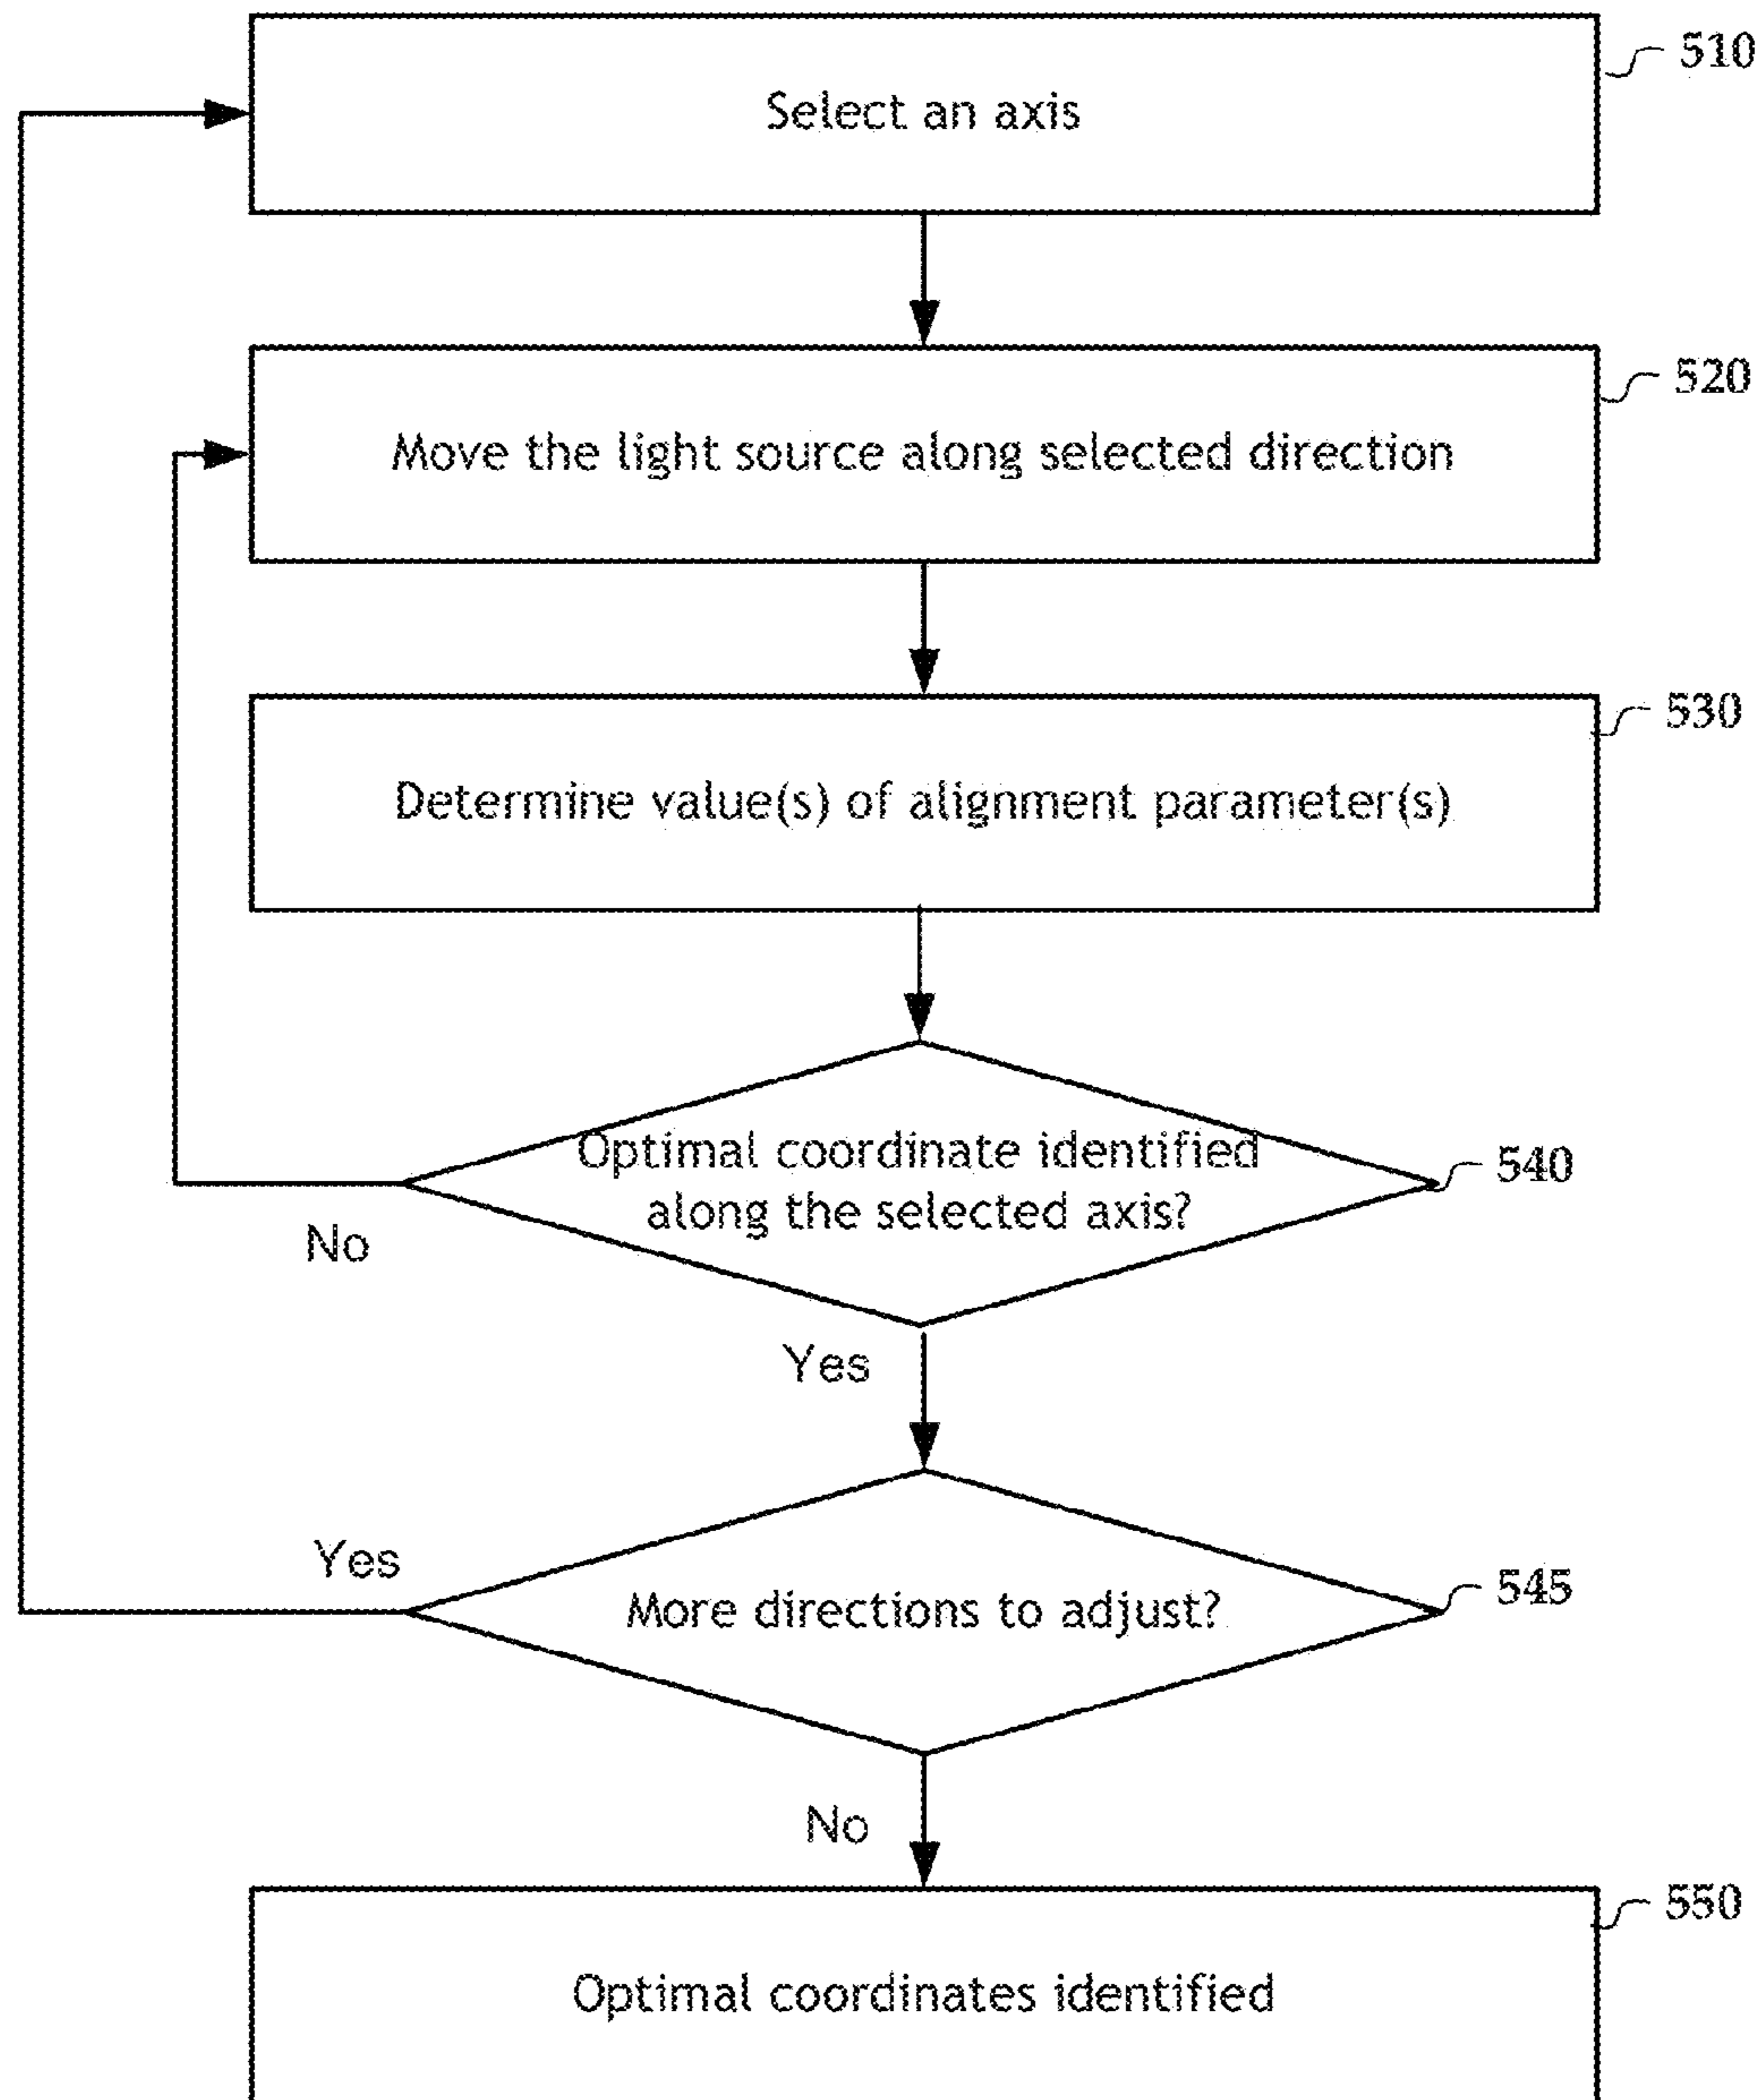 510
Select an axis
520
Move the light source along selected direction
530
Determine value(s) of alignment parameter(s)
Optimal coordinate identified
along the selected axis?
540
No
Yes
Yes
More directions to adjust?
545
No
550
Optimal coordinates identified